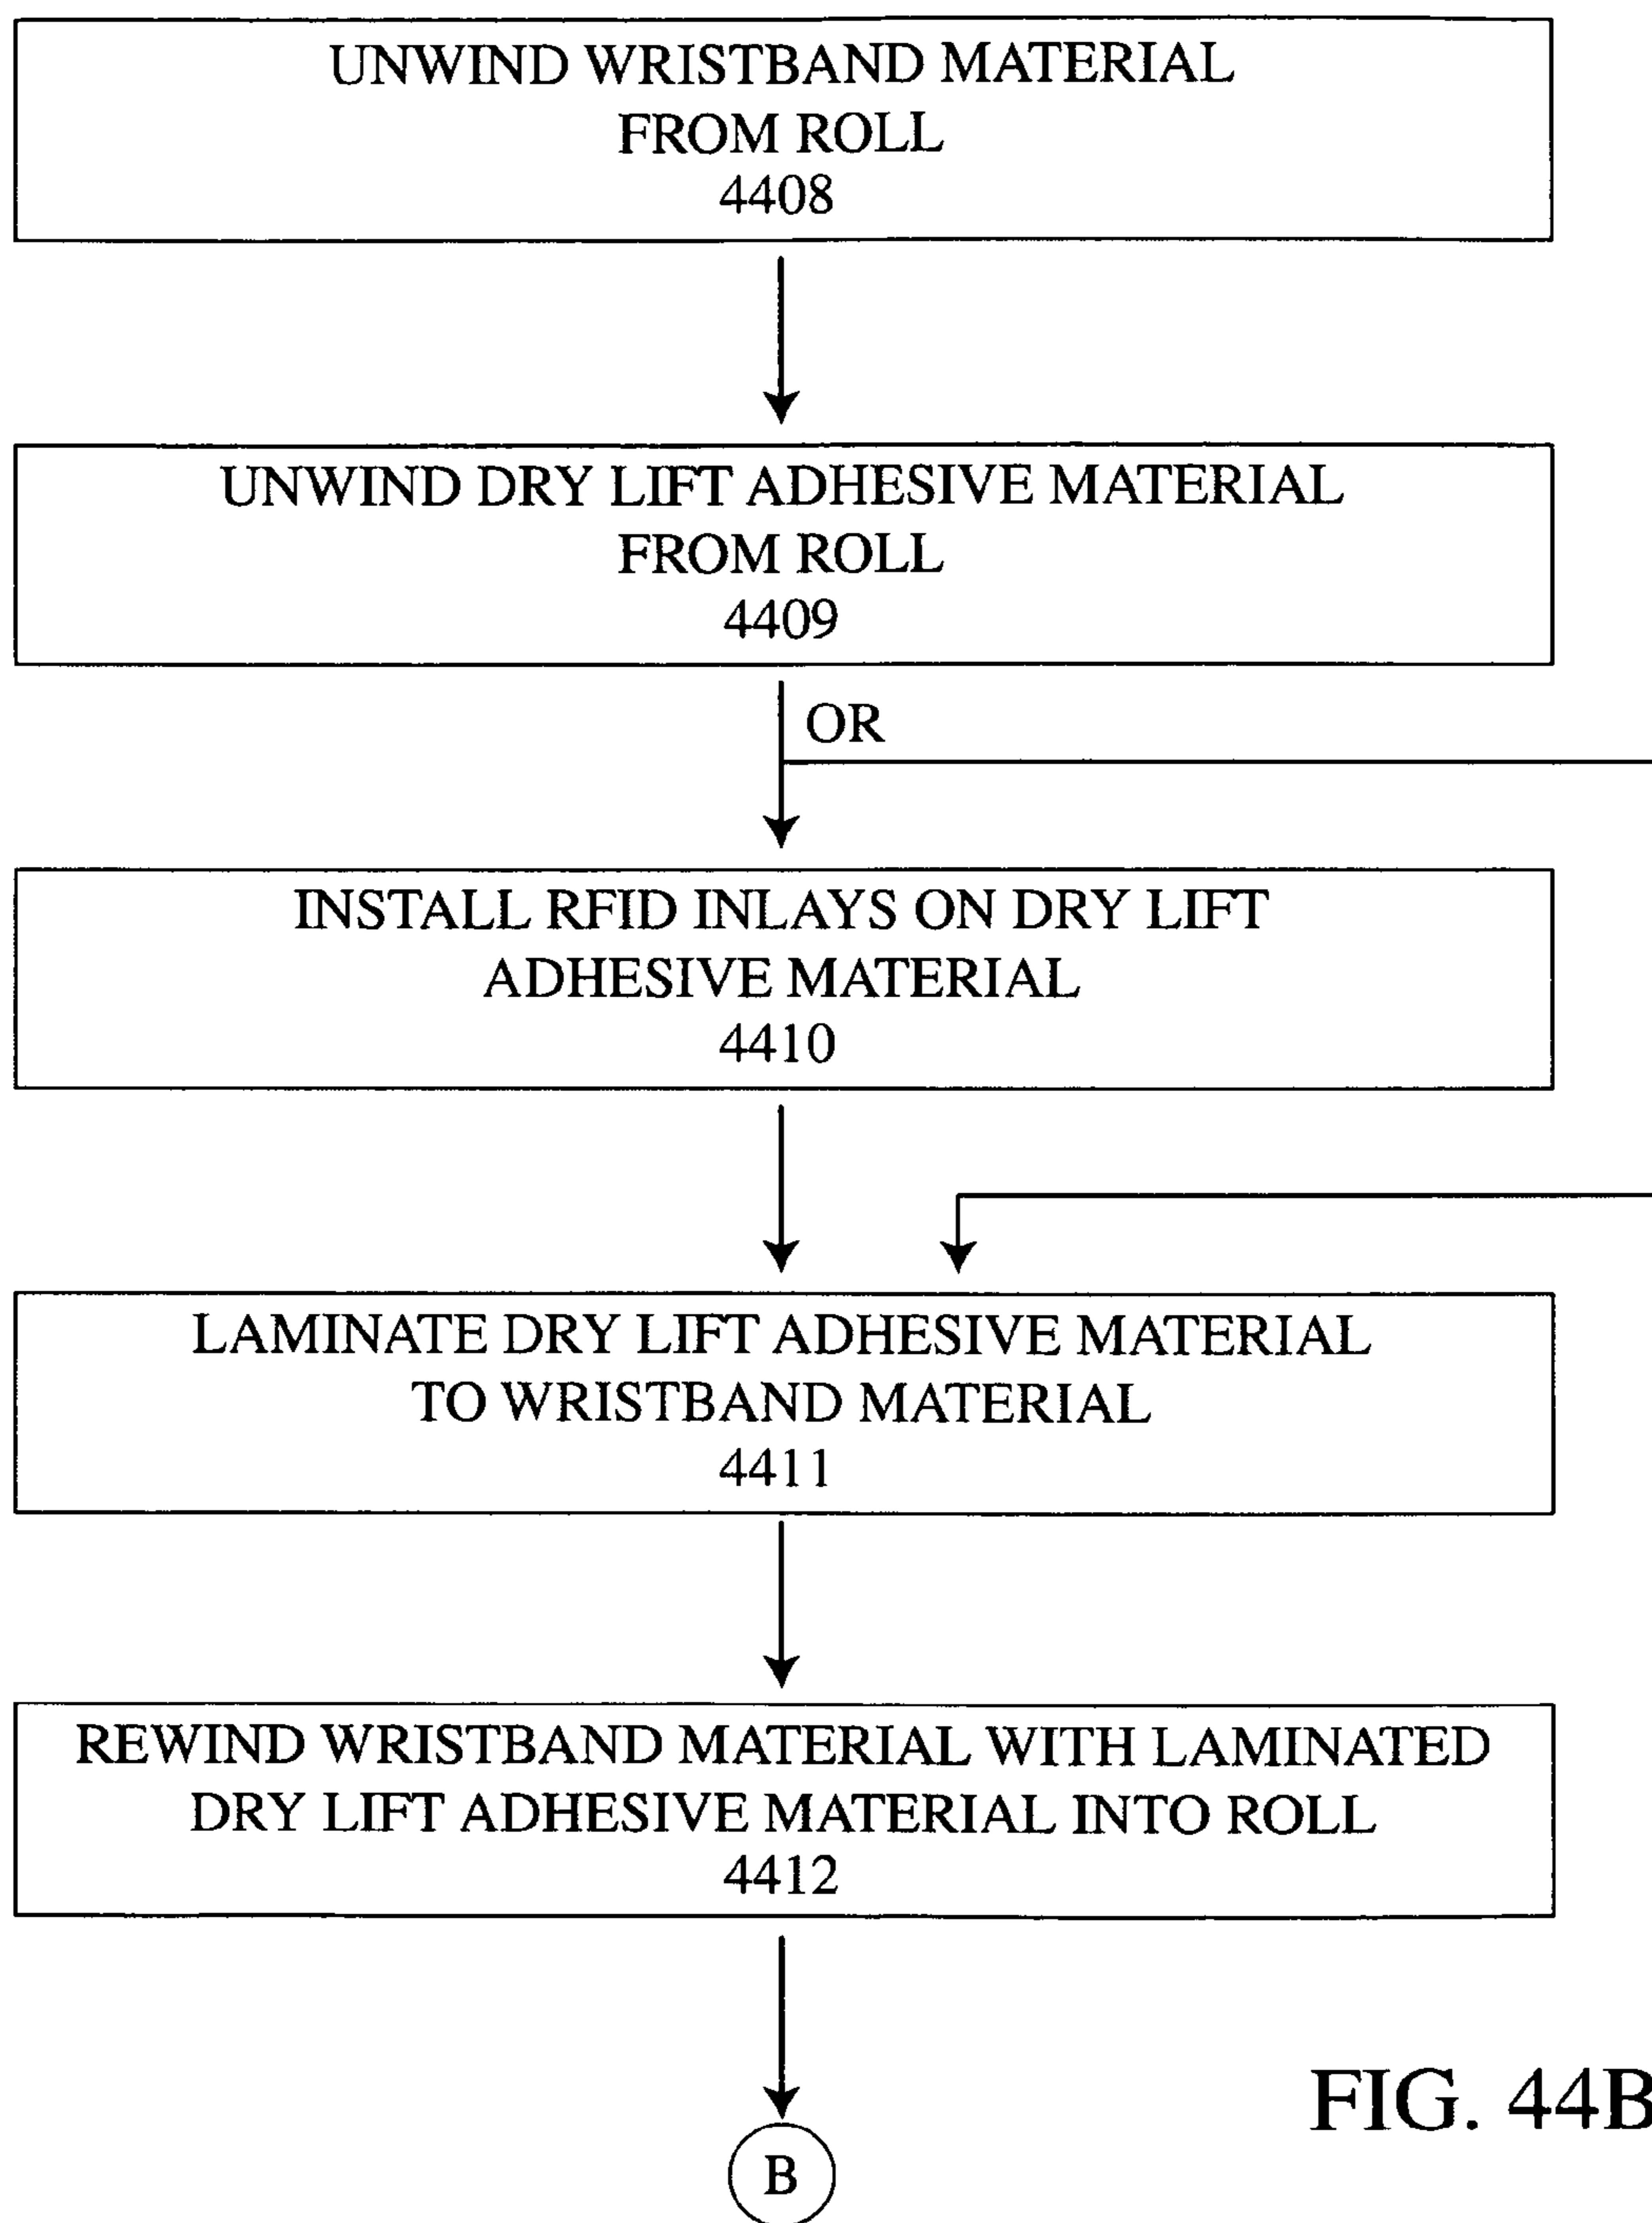 UNWIND WRISTBAND MATERIAL
FROM ROLL
4408
UNWIND DRY LIFT ADHESIVE MATERIAL
FROM ROLL
4409
OR
INSTALL RFID INLAYS ON DRY LIFT
ADHESIVE MATERIAL
4410
LAMINATE DRY LIFT ADHESIVE MATERIAL
TO WRISTBAND MATERIAL
4411
REWIND WRISTBAND MATERIAL WITH LAMINATED
DRY LIFT ADHESIVE MATERIAL INTO ROLL
4412
B
FIG. 44B